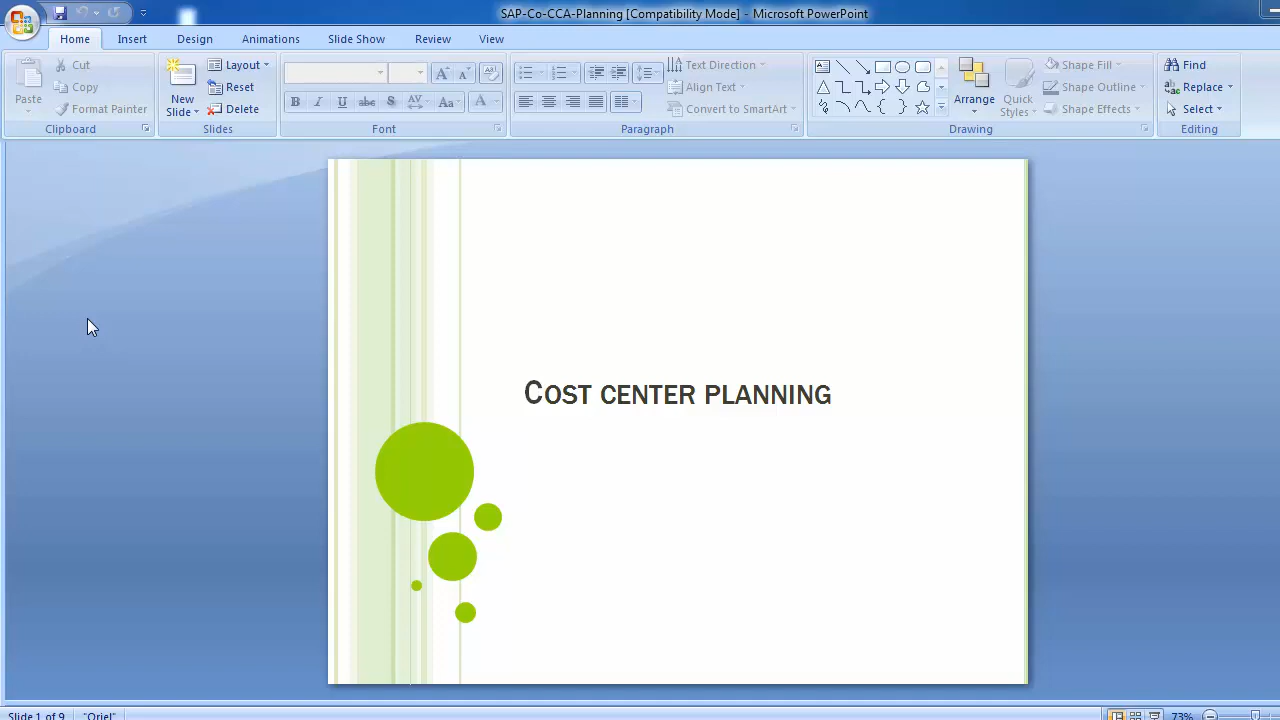 SAP-Co-CCA-Planning [Compatibility Mode] - Microsoft PowerPoint
Home Insert Design Animations Slide Show Review View
Paste
Cut
Copy
Format Painter
Clipboard
New Slide
Layout
Reset
Delete
Slides
B I U abc S AV Aa A
Font
Text Direction
Align Text
Convert to SmartArt
Paragraph
Arrange
Quick Styles
Shape Fill
Shape Outline
Shape Effects
Drawing
Find
Replace
Select
Editing
COST CENTER PLANNING
Slide 1 of 9 "Oriel" 73%